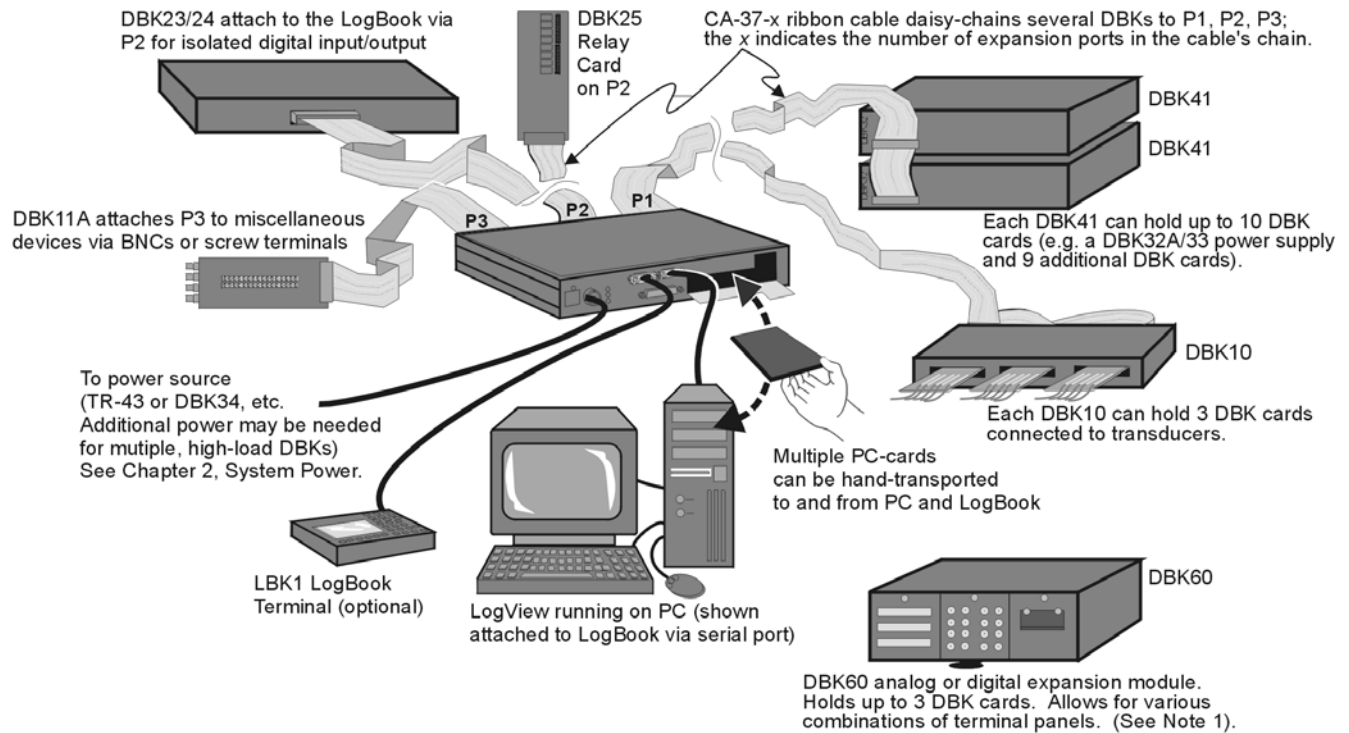 DBK23/24 attach to the LogBook via
P2 for isolated digital input/output
DBK25
Relay
Card
on P2
CA-37-x ribbon cable daisy-chains several DBKs to P1, P2, P3;
the x indicates the number of expansion ports in the cable's chain.
DBK41
DBK41
Each DBK41 can hold up to 10 DBK
cards (e.g. a DBK32A/33 power supply
and 9 additional DBK cards).
P3
P2
P1
DBK11A attaches P3 to miscellaneous
devices via BNCs or screw terminals
DBK10
Each DBK10 can hold 3 DBK cards
connected to transducers.
To power source
(TR-43 or DBK34, etc.
Additional power may be needed
for mutiple, high-load DBKs)
See Chapter 2, System Power.
Multiple PC-cards
can be hand-transported
to and from PC and LogBook
LBK1 LogBook
Terminal (optional)
LogView running on PC (shown
attached to LogBook via serial port)
DBK60
DBK60 analog or digital expansion module.
Holds up to 3 DBK cards.  Allows for various
combinations of terminal panels.  (See Note 1).